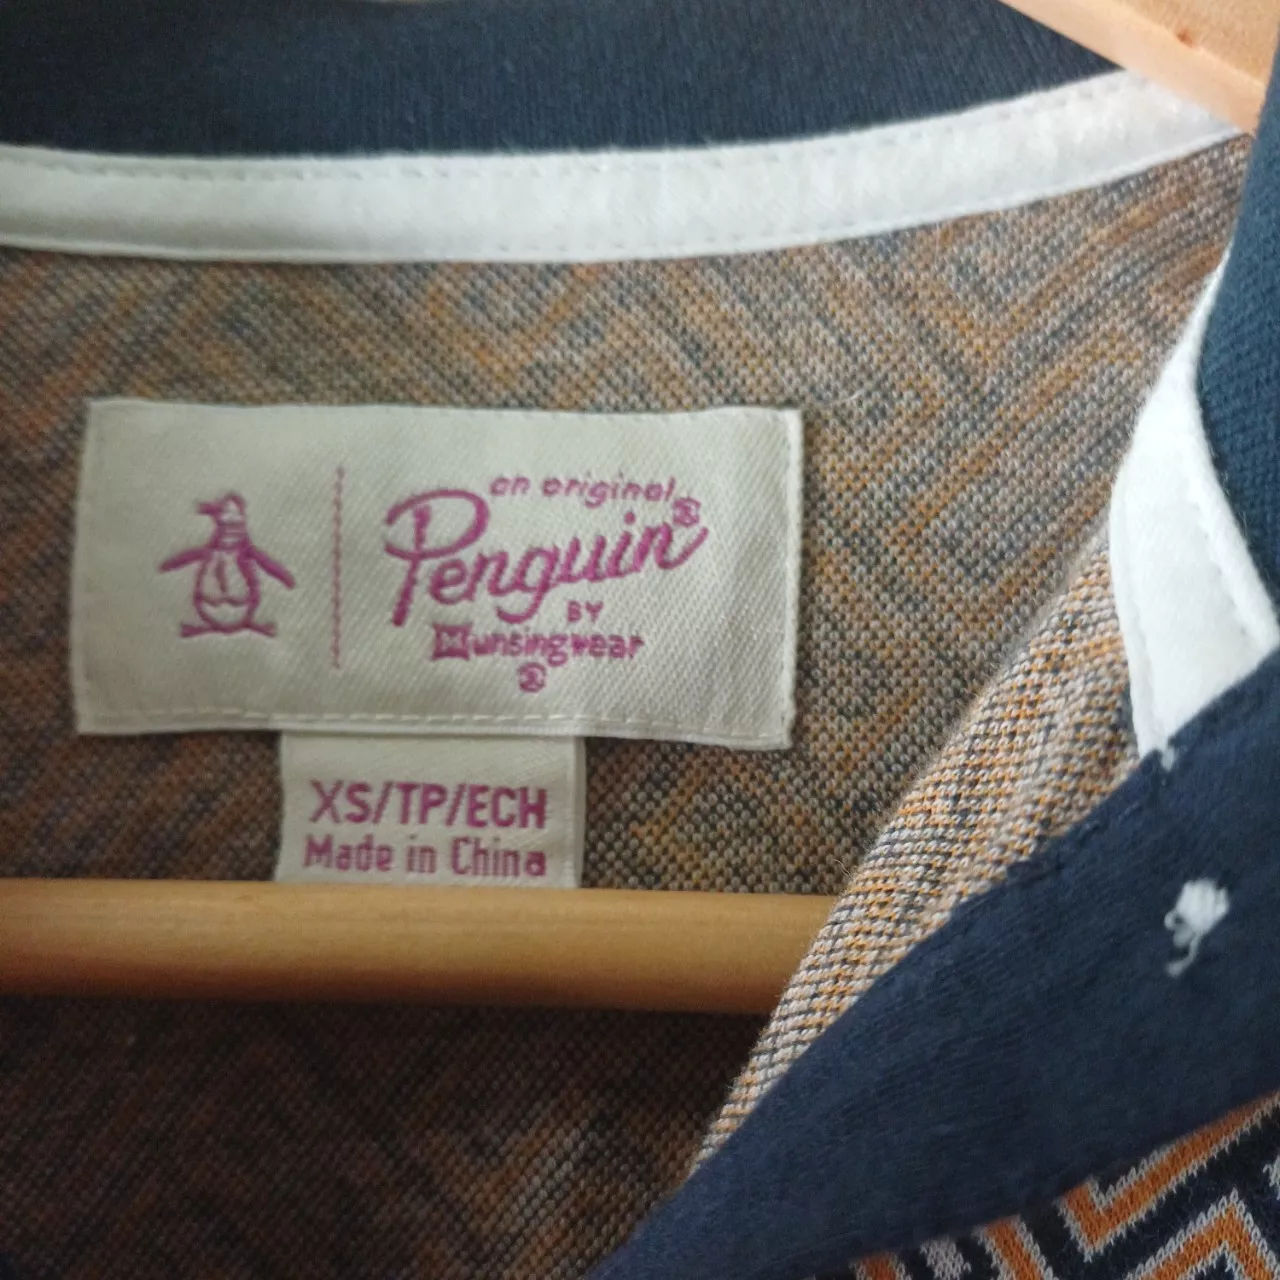 an original
Penguin®
BY
Munsingwear
®
XS/TP/ECH
Made in China